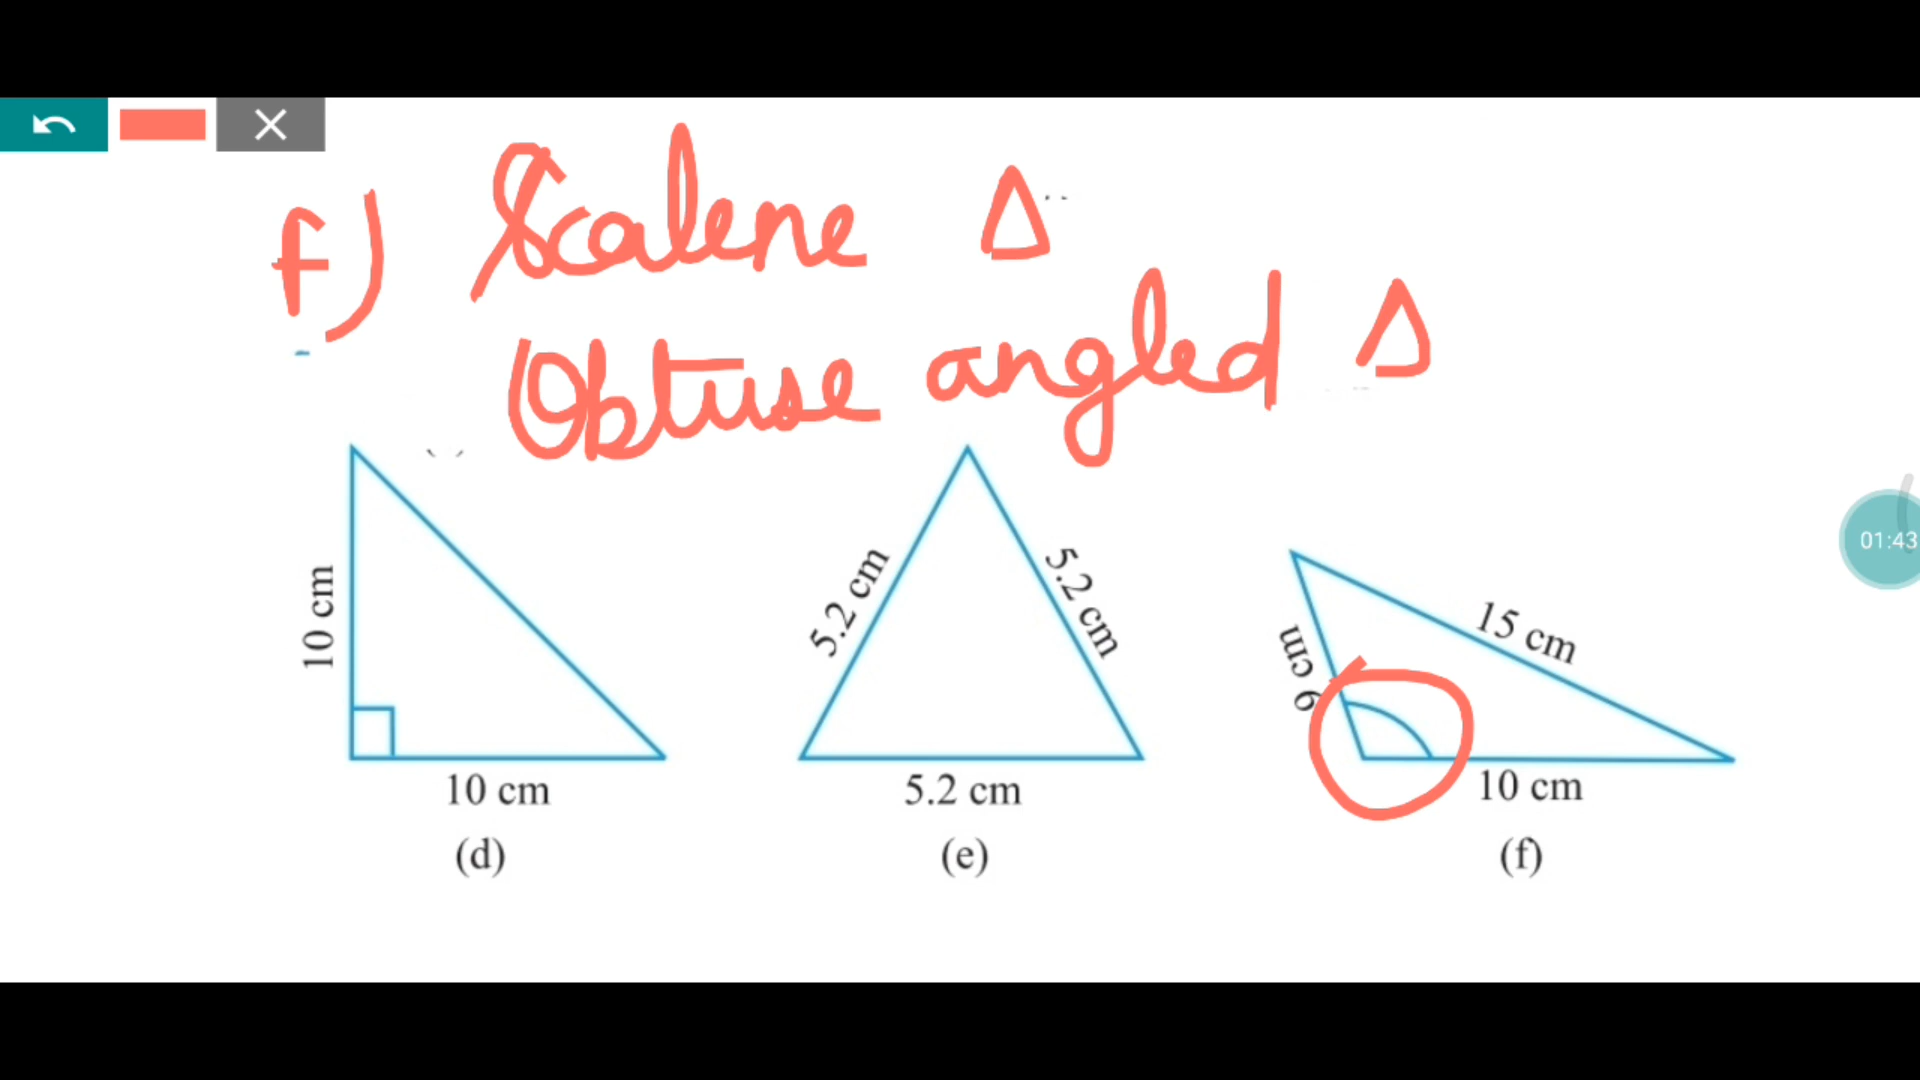 f) Scalene Δ
Obtuse angled Δ
10 cm
5.2 cm
5.2 cm
15 cm
9 cm
01:43
10 cm
5.2 cm
10 cm
(d)
(e)
(f)